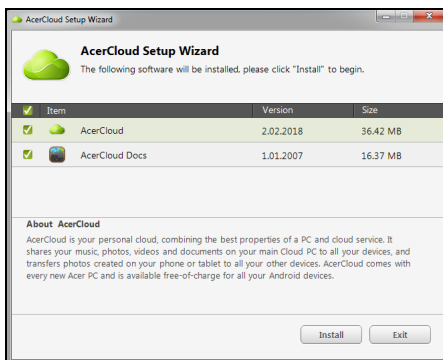 AcerCloud Setup Wizard
AcerCloud Setup Wizard
The following software will be installed, please click "Install" to begin.
Item Version Size
AcerCloud 2.02.2018 36.42 MB
AcerCloud Docs 1.01.2007 16.37 MB
About AcerCloud
AcerCloud is your personal cloud, combining the best properties of a PC and cloud service. It
shares your music, photos, videos and documents on your main Cloud PC to all your devices, and
transfers photos created on your phone or tablet to all your other devices. AcerCloud comes with
every new Acer PC and is available free-of-charge for all your Android devices.
Install Exit